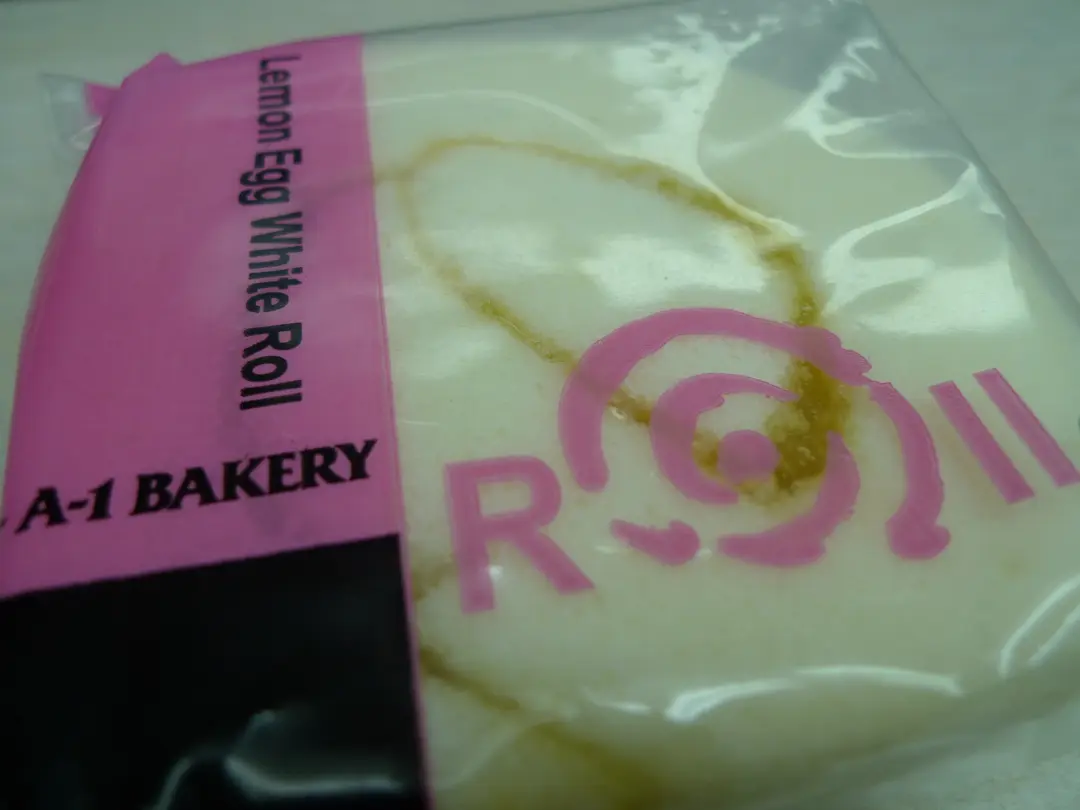 Lemon Egg White Roll
A-1 BAKERY
Roll